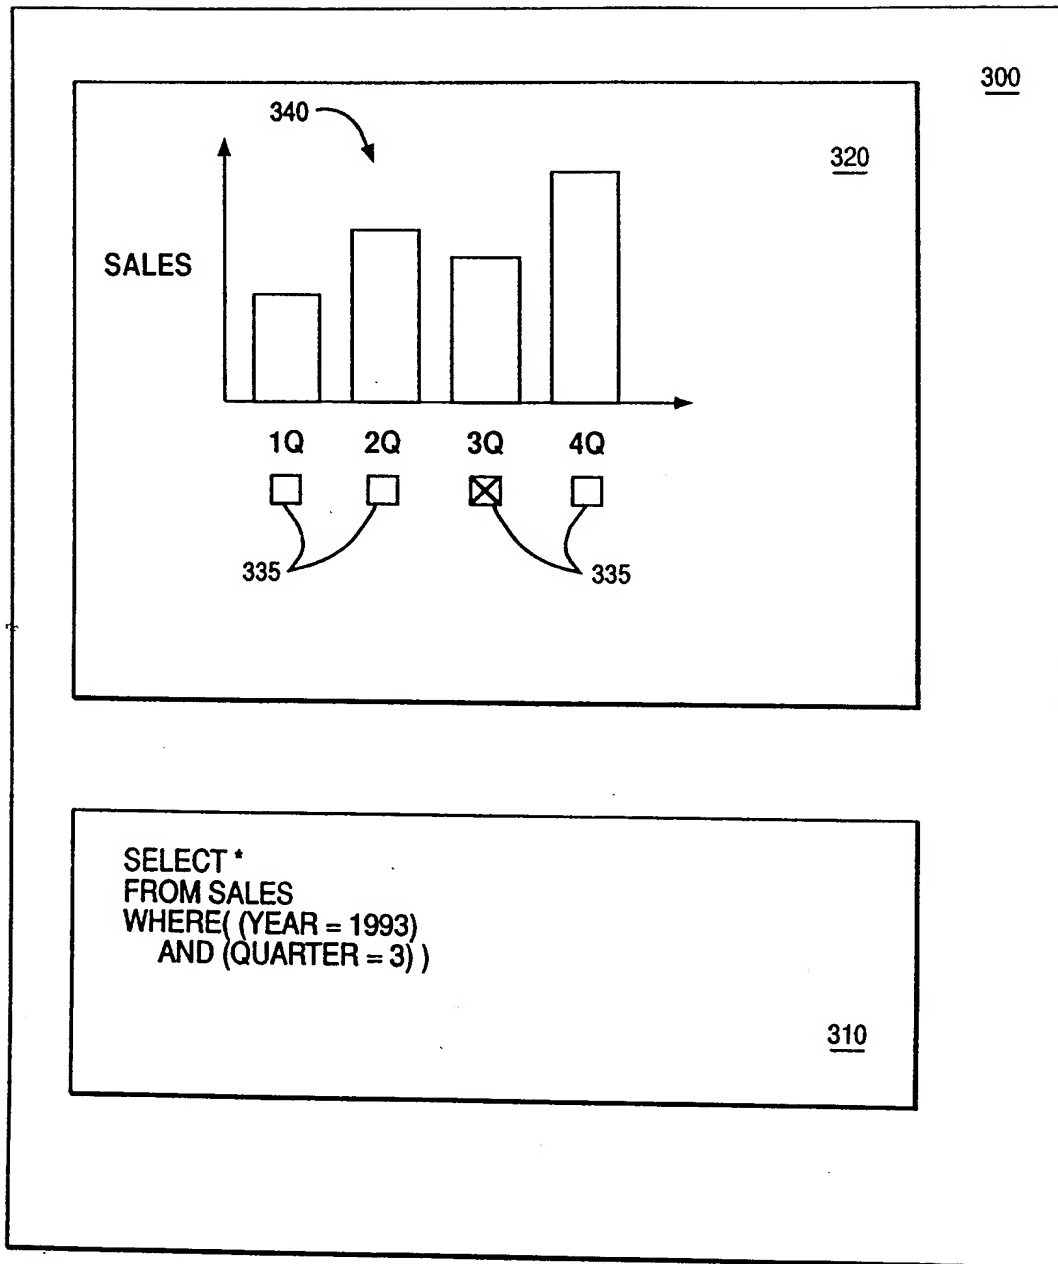 300
340
320
SALES
1Q 2Q 3Q 4Q
335 335
SELECT *
FROM SALES
WHERE( (YEAR = 1993)
AND (QUARTER = 3) )
310